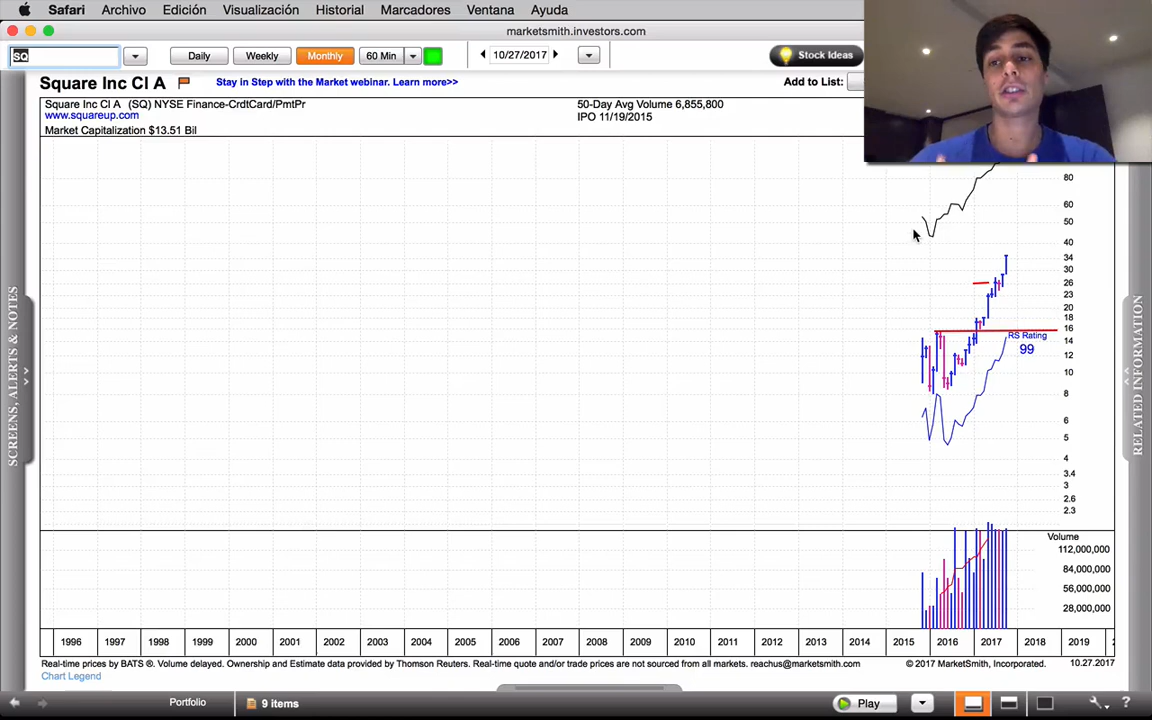 Safari Archivo Edición Visualización Historial Marcadores Ventana Ayuda
marketsmith.investors.com
SQ Daily Weekly Monthly 60 Min 10/27/2017 Stock Ideas
Square Inc Cl A Stay in Step with the Market webinar. Learn more>> Add to List:
Square Inc Cl A (SQ) NYSE Finance-CrdtCard/PmtPr 50-Day Avg Volume 6,855,800
www.squareup.com IPO 11/19/2015
Market Capitalization $13.51 Bil
80
60
50
40
34
30
26
23
20
18
16
RS Rating
14
99
12
10
8
6
5
4
3.4
3
2.6
2.3
Volume
112,000,000
84,000,000
56,000,000
28,000,000
SCREENS, ALERTS & NOTES
RELATED INFORMATION
1996 1997 1998 1999 2000 2001 2002 2003 2004 2005 2006 2007 2008 2009 2010 2011 2012 2013 2014 2015 2016 2017 2018 2019 2
Real-time prices by BATS ®. Volume delayed. Ownership and Estimate data provided by Thomson Reuters. Real-time quote and/or trade prices are not sourced from all markets. reachus@marketsmith.com © 2017 MarketSmith, Incorporated. 10.27.2017
Chart Legend
Portfolio 9 items Play ?